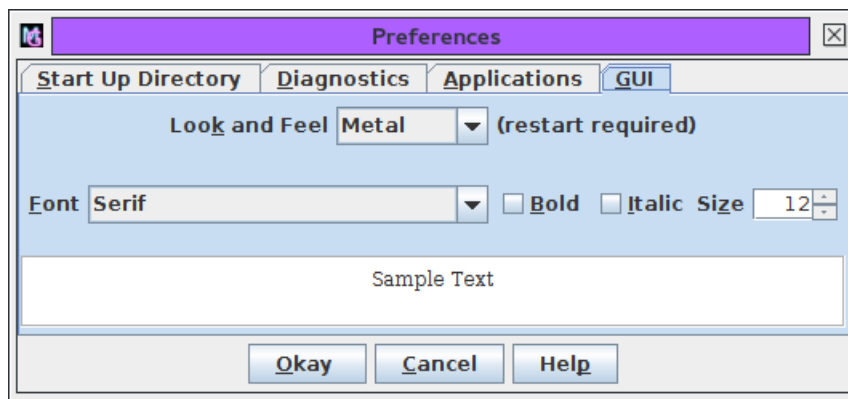 Preferences
Start Up Directory Diagnostics Applications GUI
Look and Feel Metal (restart required)
Font Serif Bold Italic Size 12
Sample Text
Okay Cancel Help